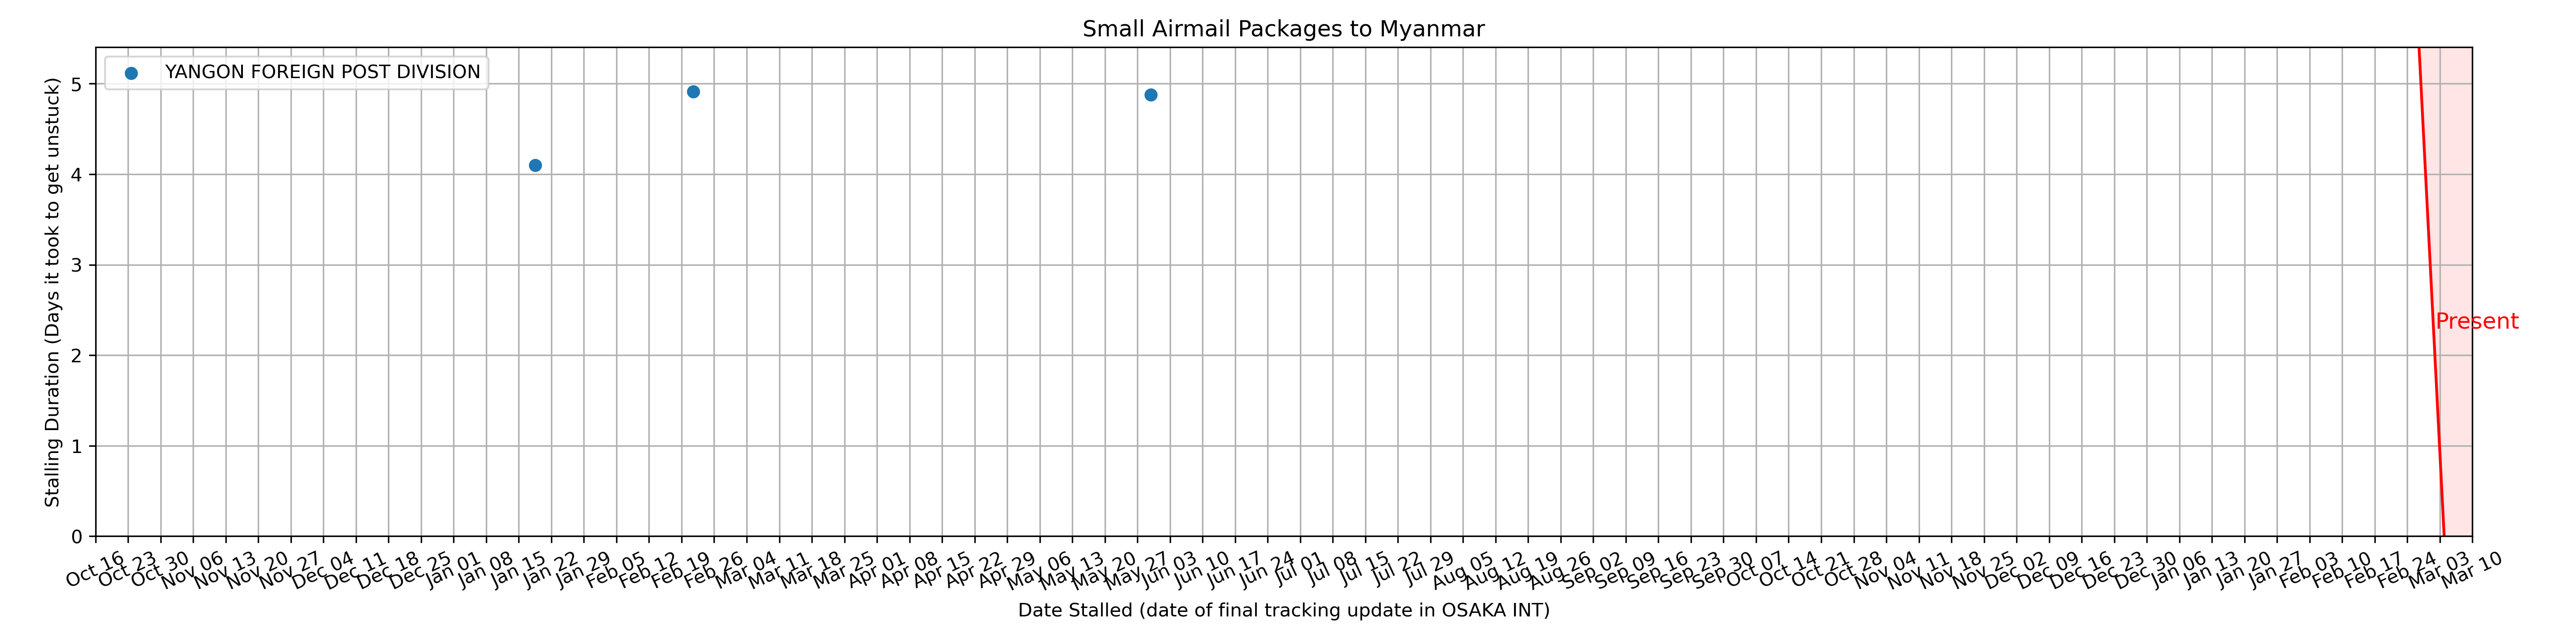 Small Airmail Packages to Myanmar
YANGON FOREIGN POST DIVISION
Stalling Duration (Days it took to get unstuck)
5
4
3
2
1
0
Present
Oct 16 Oct 23 Oct 30 Nov 06 Nov 13 Nov 20 Nov 27 Dec 04 Dec 11 Dec 18 Dec 25 Jan 01 Jan 08 Jan 15 Jan 22 Jan 29 Feb 05 Feb 12 Feb 19 Feb 26 Mar 04 Mar 11 Mar 18 Mar 25 Apr 01 Apr 08 Apr 15 Apr 22 Apr 29 May 06 May 13 May 20 May 27 Jun 03 Jun 10 Jun 17 Jun 24 Jul 01 Jul 08 Jul 15 Jul 22 Jul 29 Aug 05 Aug 12 Aug 19 Aug 26 Sep 02 Sep 09 Sep 16 Sep 23 Sep 30 Oct 07 Oct 14 Oct 21 Oct 28 Nov 04 Nov 11 Nov 18 Nov 25 Dec 02 Dec 09 Dec 16 Dec 23 Dec 30 Jan 06 Jan 13 Jan 20 Jan 27 Feb 03 Feb 10 Feb 17 Feb 24 Mar 03 Mar 10
Date Stalled (date of final tracking update in OSAKA INT)